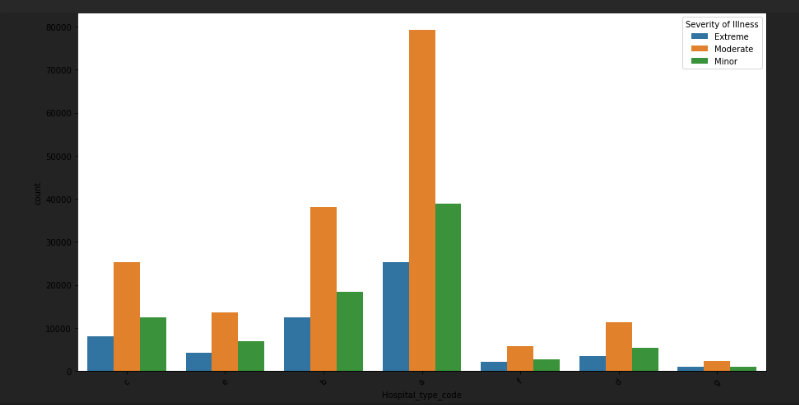 80000
70000
60000
50000
40000
30000
20000
10000
0
count
Severity of Illness
Extreme
Moderate
Minor
c
e
b
a
f
d
g
Hospital_type_code